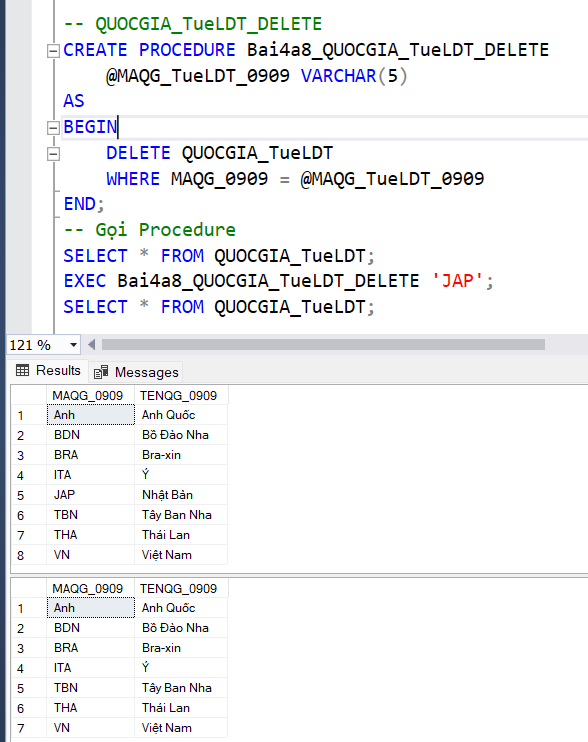 -- QUOCGIA_TueLDT_DELETE
CREATE PROCEDURE Bai4a8_QUOCGIA_TueLDT_DELETE
@MAQG_TueLDT_0909 VARCHAR(5)
AS
BEGIN
DELETE QUOCGIA_TueLDT
WHERE MAQG_0909 = @MAQG_TueLDT_0909
END;
-- Gọi Procedure
SELECT * FROM QUOCGIA_TueLDT;
EXEC Bai4a8_QUOCGIA_TueLDT_DELETE 'JAP';
SELECT * FROM QUOCGIA_TueLDT;
121 %
Results Messages
MAQG_0909 TENQG_0909
1 Anh Anh Quốc
2 BDN Bồ Đào Nha
3 BRA Bra-xin
4 ITA Ý
5 JAP Nhật Bản
6 TBN Tây Ban Nha
7 THA Thái Lan
8 VN Việt Nam
MAQG_0909 TENQG_0909
1 Anh Anh Quốc
2 BDN Bồ Đào Nha
3 BRA Bra-xin
4 ITA Ý
5 TBN Tây Ban Nha
6 THA Thái Lan
7 VN Việt Nam